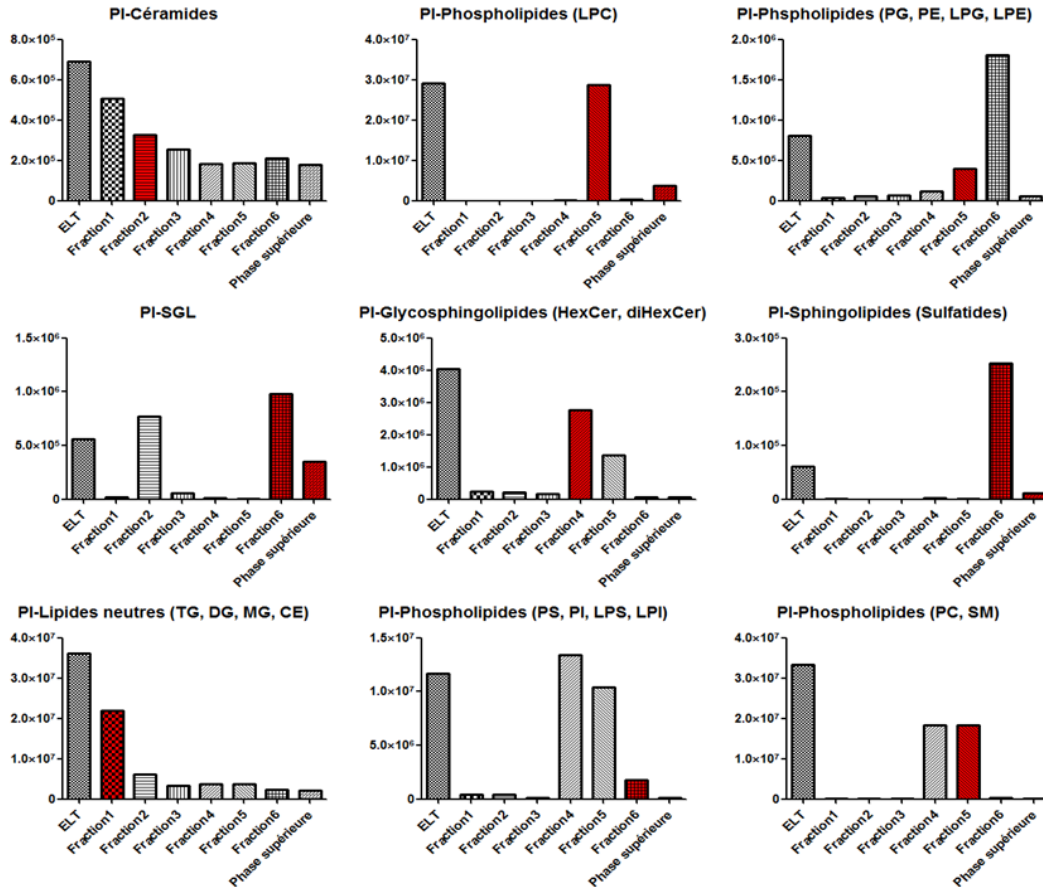 PI-Céramides
8.0×10⁵
6.0×10⁵
4.0×10⁵
2.0×10⁵
0
ELT
Fraction1
Fraction2
Fraction3
Fraction4
Fraction5
Fraction6
Phase supérieure
PI-Phospholipides (LPC)
4.0×10⁷
3.0×10⁷
2.0×10⁷
1.0×10⁷
0
ELT
Fraction1
Fraction2
Fraction3
Fraction4
Fraction5
Fraction6
Phase supérieure
PI-Phspholipides (PG, PE, LPG, LPE)
2.0×10⁶
1.5×10⁶
1.0×10⁶
5.0×10⁵
0
ELT
Fraction1
Fraction2
Fraction3
Fraction4
Fraction5
Fraction6
Phase supérieure
PI-SGL
1.5×10⁶
1.0×10⁶
5.0×10⁵
0
ELT
Fraction1
Fraction2
Fraction3
Fraction4
Fraction5
Fraction6
Phase supérieure
PI-Glycosphingolipides (HexCer, diHexCer)
5.0×10⁶
4.0×10⁶
3.0×10⁶
2.0×10⁶
1.0×10⁶
0
ELT
Fraction1
Fraction2
Fraction3
Fraction4
Fraction5
Fraction6
Phase supérieure
PI-Sphingolipides (Sulfatides)
3.0×10⁵
2.0×10⁵
1.0×10⁵
0
ELT
Fraction1
Fraction2
Fraction3
Fraction4
Fraction5
Fraction6
Phase supérieure
PI-Lipides neutres (TG, DG, MG, CE)
4.0×10⁷
3.0×10⁷
2.0×10⁷
1.0×10⁷
0
ELT
Fraction1
Fraction2
Fraction3
Fraction4
Fraction5
Fraction6
Phase supérieure
PI-Phospholipides (PS, PI, LPS, LPI)
1.5×10⁷
1.0×10⁷
5.0×10⁶
0
ELT
Fraction1
Fraction2
Fraction3
Fraction4
Fraction5
Fraction6
Phase supérieure
PI-Phospholipides (PC, SM)
4.0×10⁷
3.0×10⁷
2.0×10⁷
1.0×10⁷
0
ELT
Fraction1
Fraction2
Fraction3
Fraction4
Fraction5
Fraction6
Phase supérieure